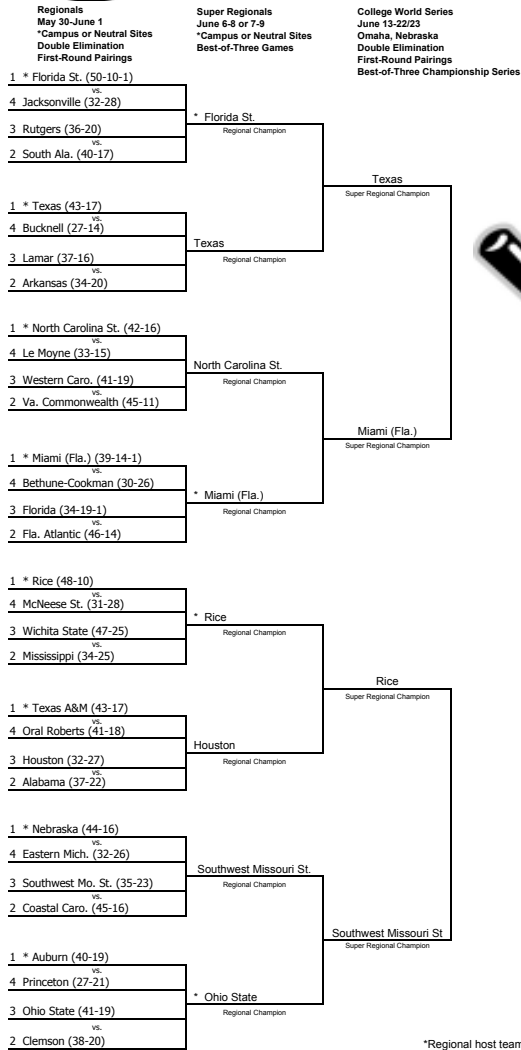 Regionals
May 30-June 1
*Campus or Neutral Sites
Double Elimination
First-Round Pairings
Super Regionals
June 6-8 or 7-9
*Campus or Neutral Sites
Best-of-Three Games
College World Series
June 13-22/23
Omaha, Nebraska
Double Elimination
First-Round Pairings
Best-of-Three Championship Series
1 * Florida St. (50-10-1)
vs.
4 Jacksonville (32-28)
3 Rutgers (36-20)
vs.
2 South Ala. (40-17)
* Florida St.
Regional Champion
1 * Texas (43-17)
vs.
4 Bucknell (27-14)
3 Lamar (37-16)
vs.
2 Arkansas (34-20)
Texas
Regional Champion
Texas
Super Regional Champion
1 * North Carolina St. (42-16)
vs.
4 Le Moyne (33-15)
3 Western Caro. (41-19)
vs.
2 Va. Commonwealth (45-11)
North Carolina St.
Regional Champion
1 * Miami (Fla.) (39-14-1)
vs.
4 Bethune-Cookman (30-26)
3 Florida (34-19-1)
vs.
2 Fla. Atlantic (46-14)
* Miami (Fla.)
Regional Champion
Miami (Fla.)
Super Regional Champion
1 * Rice (48-10)
vs.
4 McNeese St. (31-28)
3 Wichita State (47-25)
vs.
2 Mississippi (34-25)
* Rice
Regional Champion
1 * Texas A&M (43-17)
vs.
4 Oral Roberts (41-18)
3 Houston (32-27)
vs.
2 Alabama (37-22)
Houston
Regional Champion
Rice
Super Regional Champion
1 * Nebraska (44-16)
vs.
4 Eastern Mich. (32-26)
3 Southwest Mo. St. (35-23)
vs.
2 Coastal Caro. (45-16)
Southwest Missouri St.
Regional Champion
1 * Auburn (40-19)
vs.
4 Princeton (27-21)
3 Ohio State (41-19)
vs.
2 Clemson (38-20)
* Ohio State
Regional Champion
Southwest Missouri St
Super Regional Champion
*Regional host team